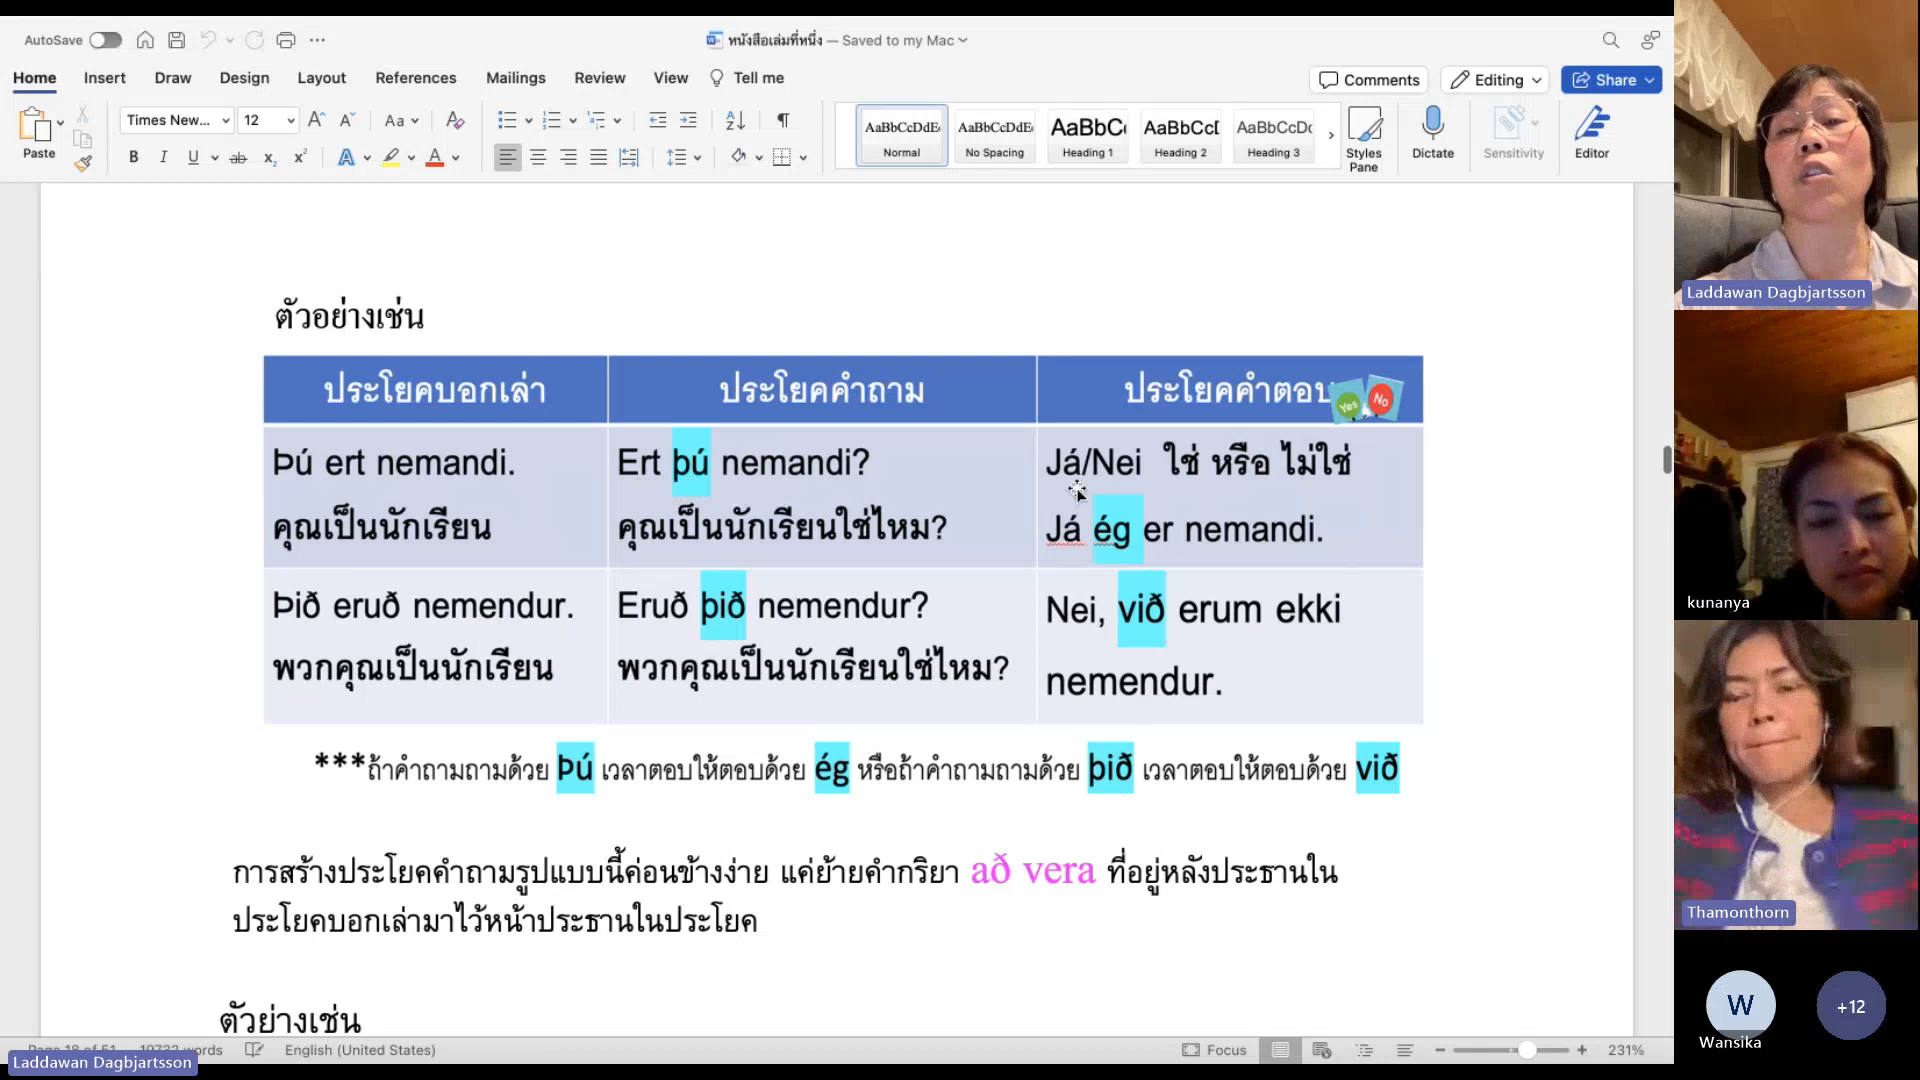 AutoSave
หนังสือเล่มที่หนึ่ง — Saved to my Mac
Home Insert Draw Design Layout References Mailings Review View Tell me
Comments Editing Share
Paste
Times New... 12
Aa
AaBbCcDdE AaBbCcDdE AaBbC AaBbCcD AaBbCcDc
Normal No Spacing Heading 1 Heading 2 Heading 3
Styles Pane
Dictate
Sensitivity
Editor
ตัวอย่างเช่น
ประโยคบอกเล่า ประโยคคำถาม ประโยคคำตอบ Yes No
Þú ert nemandi. Ert þú nemandi? Já/Nei ใช่ หรือ ไม่ใช่
คุณเป็นนักเรียน คุณเป็นนักเรียนใช่ไหม? Já ég er nemandi.
Þið eruð nemendur. Eruð þið nemendur? Nei, við erum ekki
พวกคุณเป็นนักเรียน พวกคุณเป็นนักเรียนใช่ไหม? nemendur.
***ถ้าคำถามถามด้วย Þú เวลาตอบให้ตอบด้วย ég หรือถ้าคำถามถามด้วย þið เวลาตอบให้ตอบด้วย við
การสร้างประโยคคำถามรูปแบบนี้ค่อนข้างง่าย แค่ย้ายคำกริยา að vera ที่อยู่หลังประธานใน
ประโยคบอกเล่ามาไว้หน้าประธานในประโยค
ตัวย่างเช่น
Page 18 of 51 19732 words English (United States) Focus 231%
Laddawan Dagbjartsson
Laddawan Dagbjartsson
kunanya
Thamonthorn
W
Wansika
+12